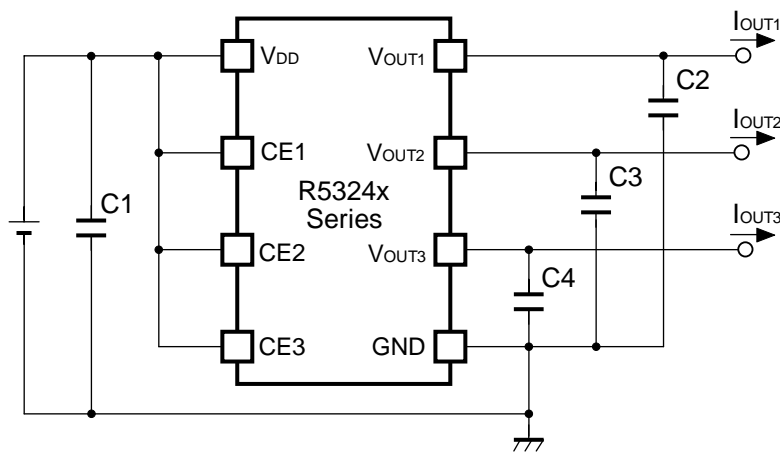 IOUT1
VDD
VOUT1
C2
IOUT2
CE1
VOUT2
C3
R5324x
Series
C1
IOUT3
CE2
VOUT3
C4
CE3
GND